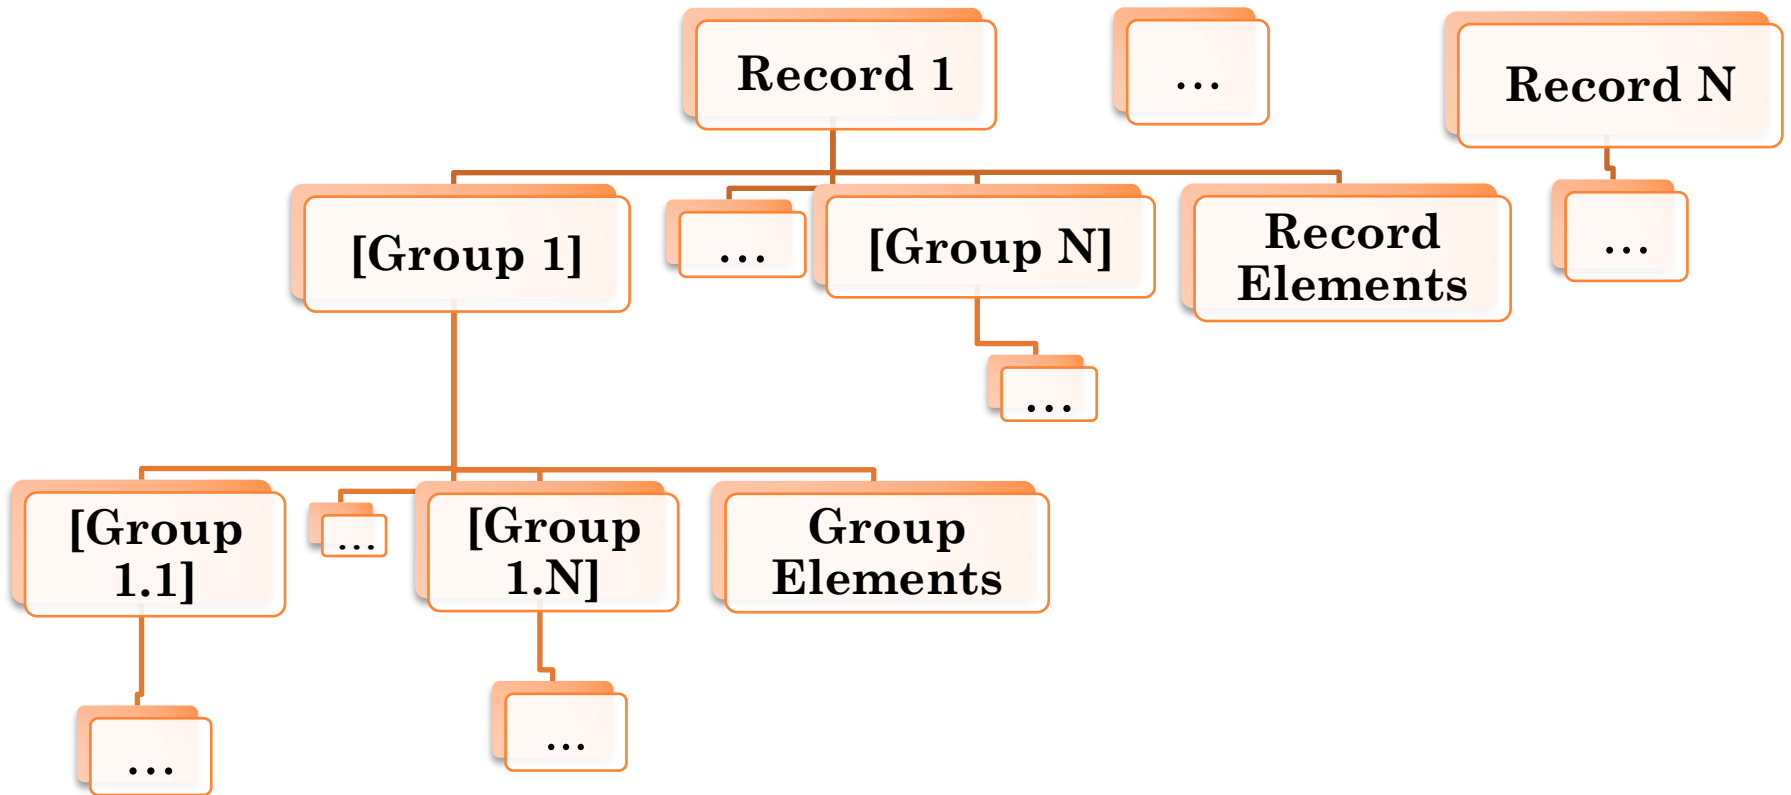 Record 1
...
Record N
[Group 1]
...
[Group N]
Record
Elements
...
...
[Group
1.1]
...
[Group
1.N]
Group
Elements
...
...